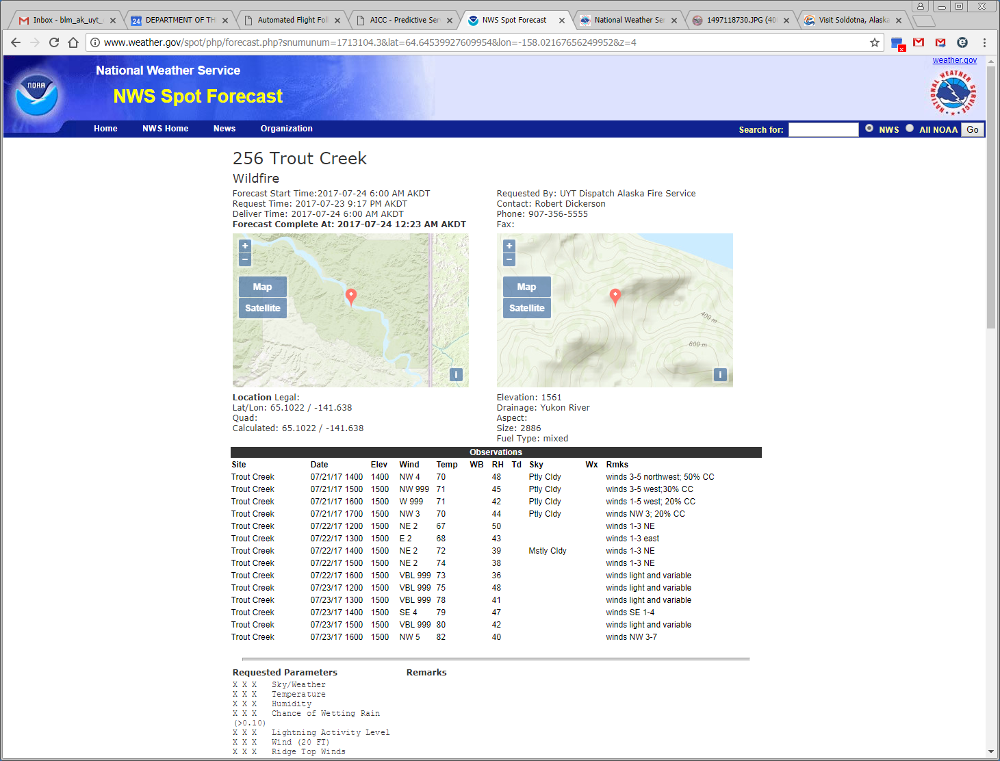 Inbox - blm_ak_uyt_ DEPARTMENT OF TH Automated Flight Foll AICC - Predictive Ser NWS Spot Forecast National Weather Ser 1497118730.JPG (40 Visit Soldotna, Alaska
www.weather.gov/spot/php/forecast.php?snumunum=1713104.3&lat=64.64539927609954&lon=-158.02167656249952&z=4
weather.gov
National Weather Service
NOAA
NWS Spot Forecast
NATIONAL WEATHER SERVICE
Home NWS Home News Organization Search for: NWS All NOAA Go
256 Trout Creek
Wildfire
Forecast Start Time:2017-07-24 6:00 AM AKDT
Request Time: 2017-07-23 9:17 PM AKDT
Deliver Time: 2017-07-24 6:00 AM AKDT
Forecast Complete At: 2017-07-24 12:23 AM AKDT
Requested By: UYT Dispatch Alaska Fire Service
Contact: Robert Dickerson
Phone: 907-356-5555
Fax:
+
−
Map
Satellite
i
+
−
Map
Satellite
400 m
600 m
i
Location Legal:
Lat/Lon: 65.1022 / -141.638
Quad:
Calculated: 65.1022 / -141.638
Elevation: 1561
Drainage: Yukon River
Aspect:
Size: 2886
Fuel Type: mixed
Observations
Site Date Elev Wind Temp WB RH Td Sky Wx Rmks
Trout Creek 07/21/17 1400 1400 NW 4 70 48 Ptly Cldy winds 3-5 northwest; 50% CC
Trout Creek 07/21/17 1500 1500 NW 999 71 45 Ptly Cldy winds 3-5 west;30% CC
Trout Creek 07/21/17 1600 1500 W 999 71 42 Ptly Cldy winds 1-5 west; 20% CC
Trout Creek 07/21/17 1700 1500 NW 3 70 44 Ptly Cldy winds NW 3; 20% CC
Trout Creek 07/22/17 1200 1500 NE 2 67 50 winds 1-3 NE
Trout Creek 07/22/17 1300 1500 E 2 68 43 winds 1-3 east
Trout Creek 07/22/17 1400 1500 NE 2 72 39 Mstly Cldy winds 1-3 NE
Trout Creek 07/22/17 1500 1500 NE 2 74 38 winds 1-3 NE
Trout Creek 07/22/17 1600 1500 VBL 999 73 36 winds light and variable
Trout Creek 07/23/17 1200 1500 VBL 999 75 48 winds light and variable
Trout Creek 07/23/17 1300 1500 VBL 999 78 41 winds light and variable
Trout Creek 07/23/17 1400 1500 SE 4 79 47 winds SE 1-4
Trout Creek 07/23/17 1500 1500 VBL 999 80 42 winds light and variable
Trout Creek 07/23/17 1600 1500 NW 5 82 40 winds NW 3-7
Requested Parameters Remarks
X X X Sky/Weather
X X X Temperature
X X X Humidity
X X X Chance of Wetting Rain
(>0.10)
X X X Lightning Activity Level
X X X Wind (20 FT)
X X X Ridge Top Winds